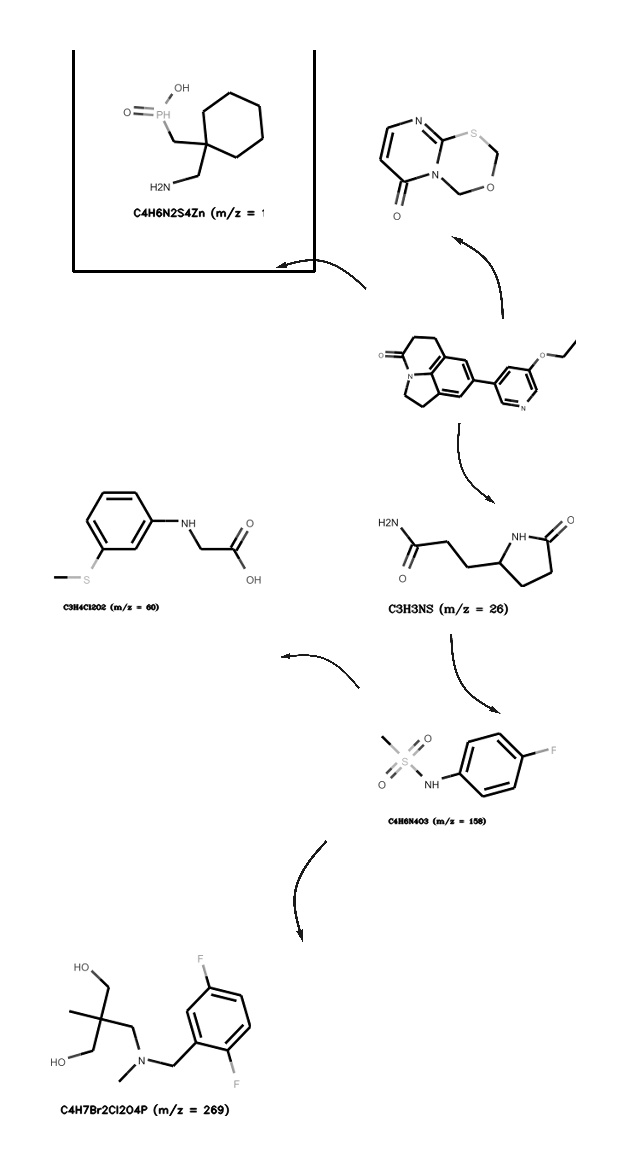 OH
O
PH
H2N
C4H6N2S4Zn (m/z = 1
N
S
N
O
O
O
N
O
N
NH
O
OH
S
C3H4Cl2O2 (m/z = 60)
H2N
O
NH
O
C3H3NS (m/z = 26)
O
S
O
NH
F
C4H6N4O3 (m/z = 158)
HO
HO
N
F
F
C4H7Br2Cl2O4P (m/z = 269)